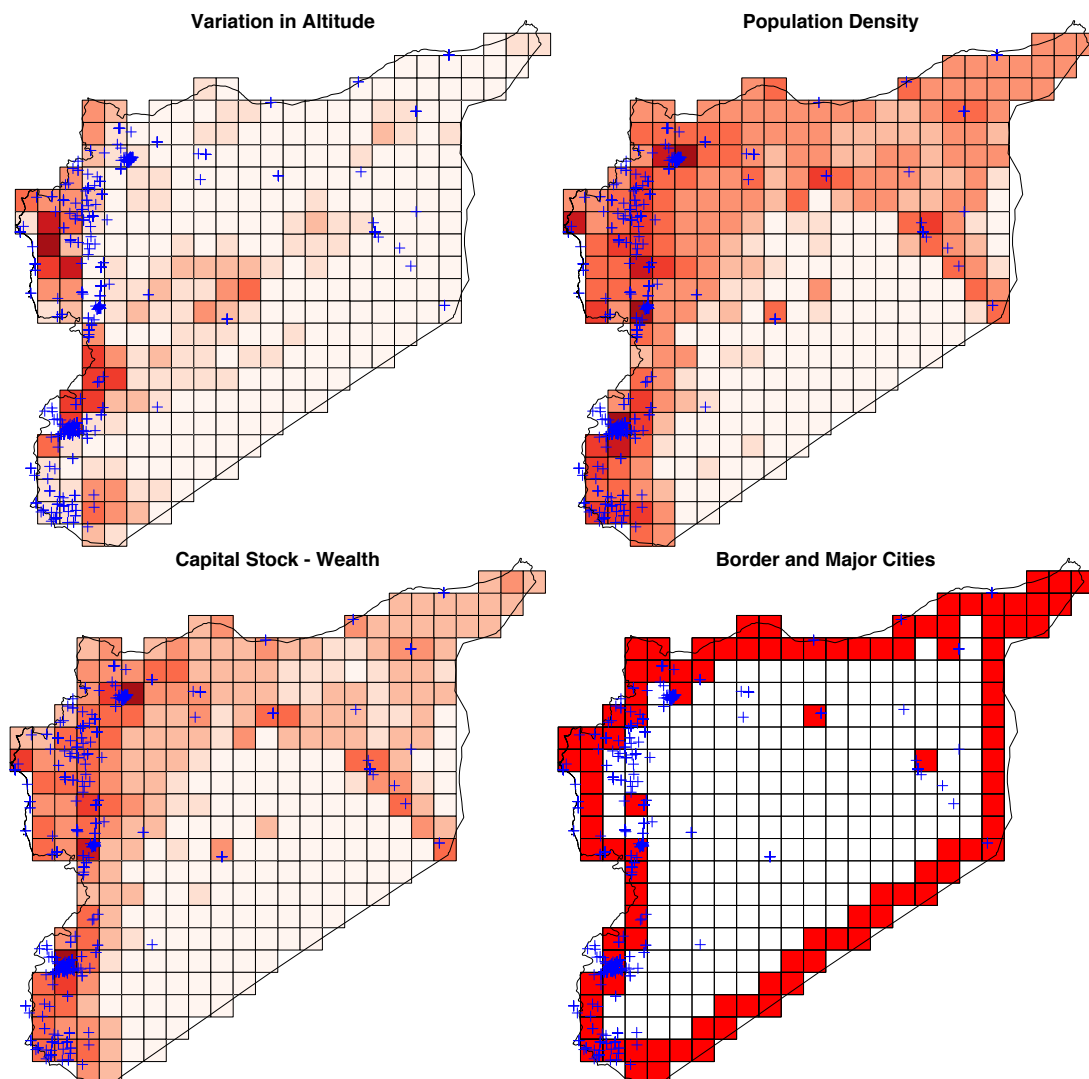 Variation in Altitude
Population Density
Capital Stock - Wealth
Border and Major Cities